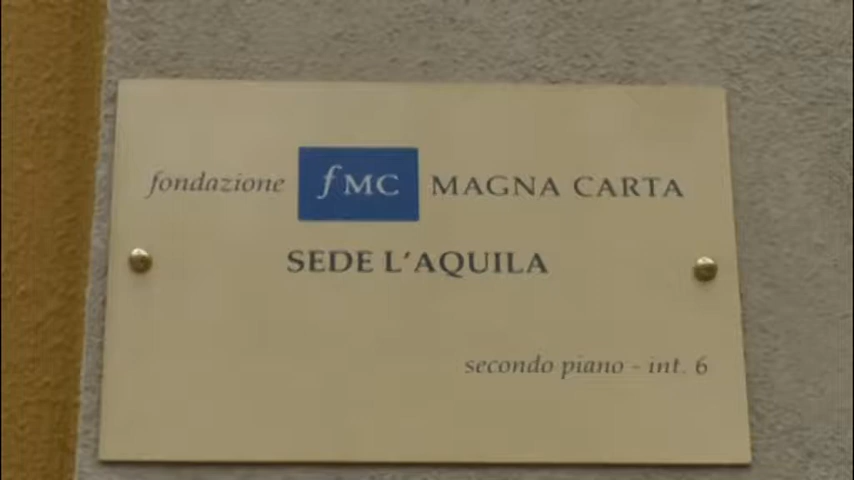 fondazione fMC MAGNA CARTA
SEDE L'AQUILA
secondo piano - int. 6